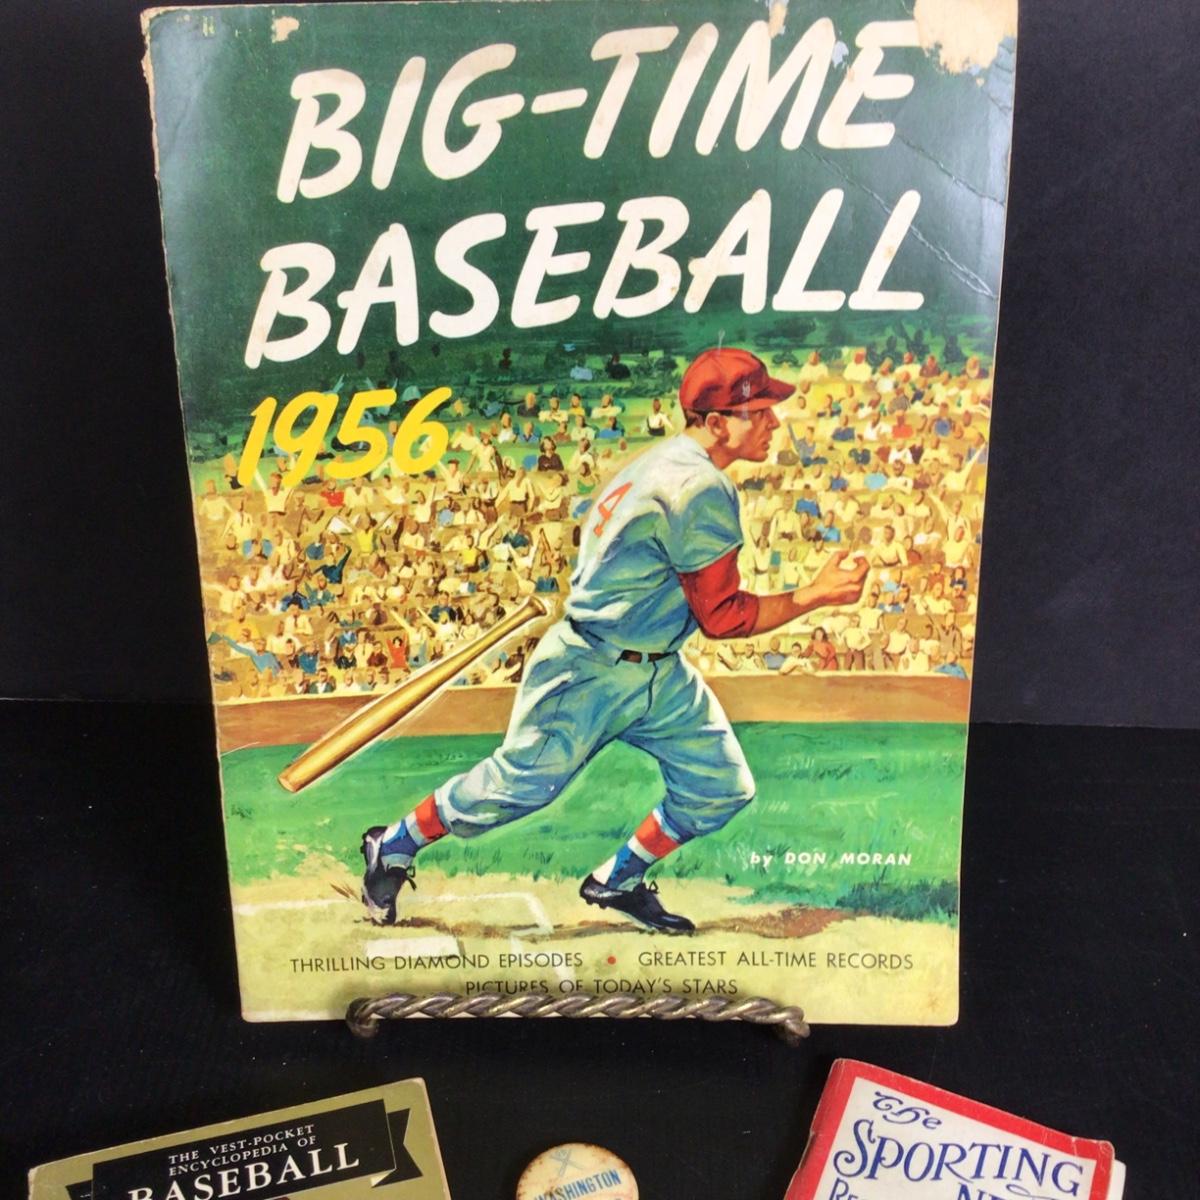 BIG-TIME
BASEBALL
1956
4
by DON MORAN
THRILLING DIAMOND EPISODES • GREATEST ALL-TIME RECORDS
PICTURES OF TODAY'S STARS
THE VEST-POCKET
ENCYCLOPEDIA OF
BASEBALL
WASHINGTON
The
SPORTING